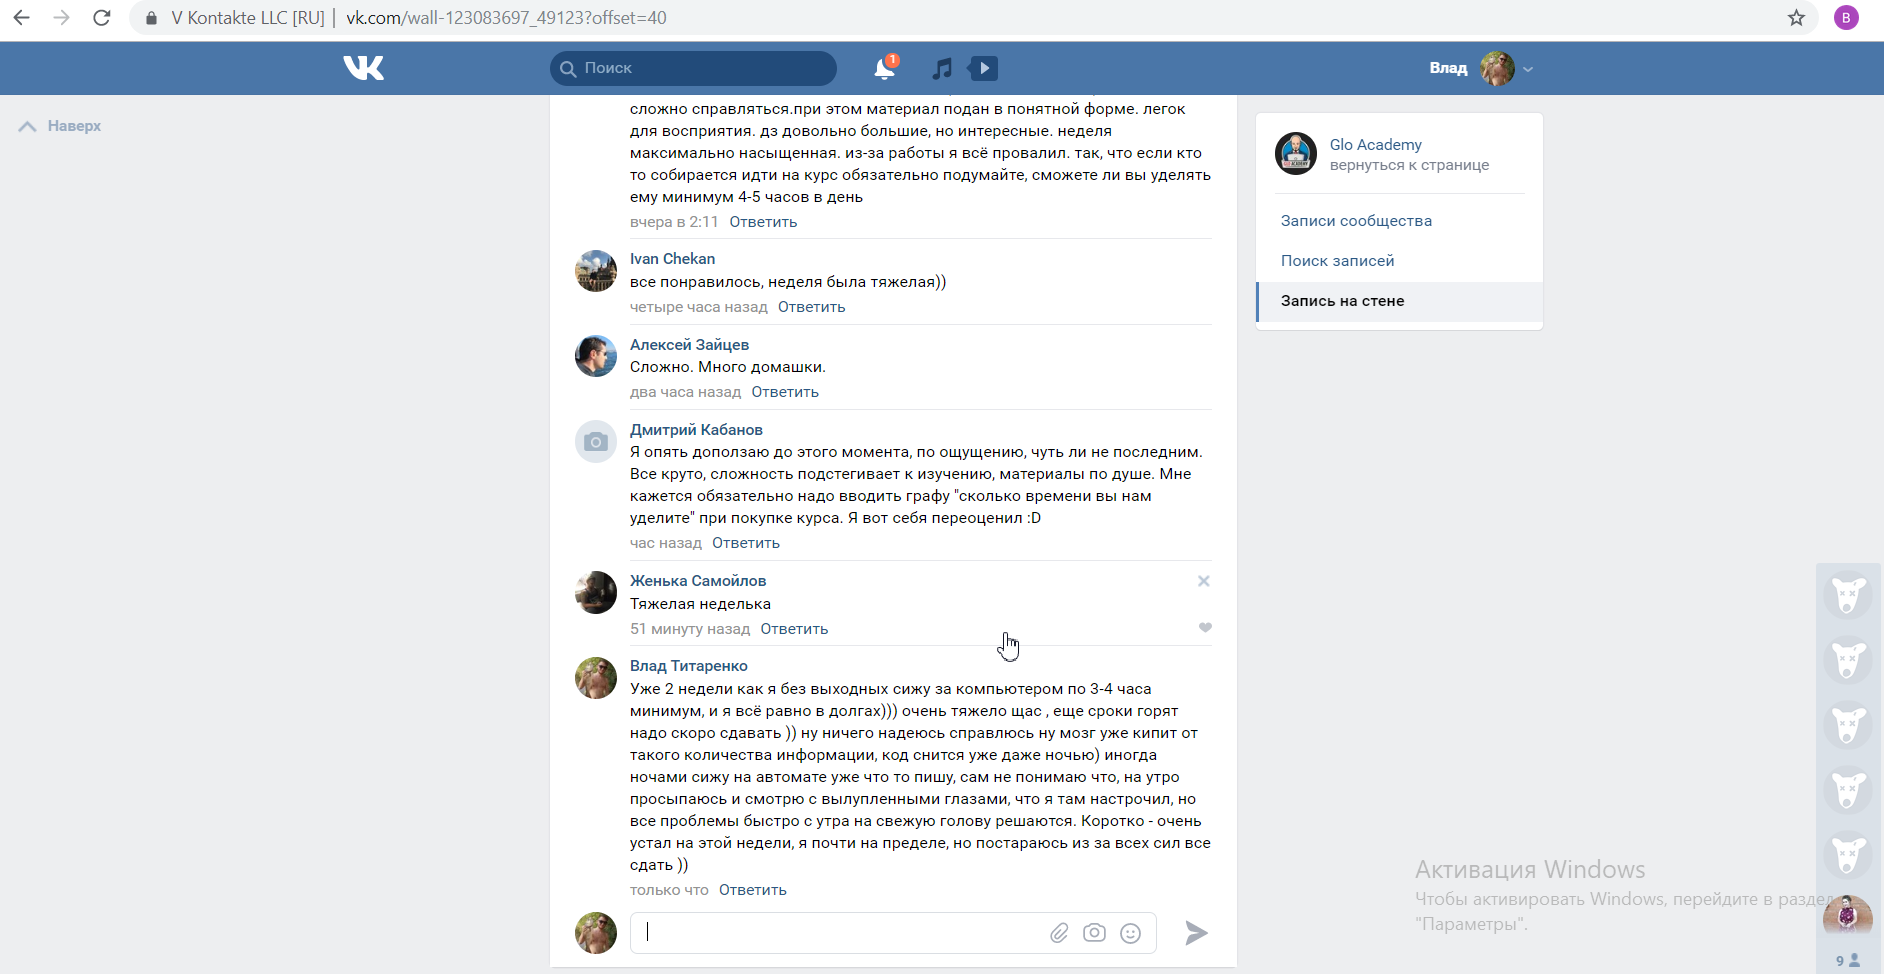 V Kontakte LLC [RU] | vk.com/wall-123083697_49123?offset=40
B
Поиск
1
Влад
Наверх
сложно справляться.при этом материал подан в понятной форме. легок
для восприятия. дз довольно большие, но интересные. неделя
максимально насыщенная. из-за работы я всё провалил. так, что если кто
то собирается идти на курс обязательно подумайте, сможете ли вы уделять
ему минимум 4-5 часов в день
вчера в 2:11 Ответить
Ivan Chekan
все понравилось, неделя была тяжелая))
четыре часа назад Ответить
Алексей Зайцев
Сложно. Много домашки.
два часа назад Ответить
Дмитрий Кабанов
Я опять доползаю до этого момента, по ощущению, чуть ли не последним.
Все круто, сложность подстегивает к изучению, материалы по душе. Мне
кажется обязательно надо вводить графу "сколько времени вы нам
уделите" при покупке курса. Я вот себя переоценил :D
час назад Ответить
Женька Самойлов
Тяжелая неделька
51 минуту назад Ответить
Влад Титаренко
Уже 2 недели как я без выходных сижу за компьютером по 3-4 часа
минимум, и я всё равно в долгах))) очень тяжело щас , еще сроки горят
надо скоро сдавать )) ну ничего надеюсь справлюсь ну мозг уже кипит от
такого количества информации, код снится уже даже ночью) иногда
ночами сижу на автомате уже что то пишу, сам не понимаю что, на утро
просыпаюсь и смотрю с вылупленными глазами, что я там настрочил, но
все проблемы быстро с утра на свежую голову решаются. Коротко - очень
устал на этой недели, я почти на пределе, но постараюсь из за всех сил все
сдать ))
только что Ответить
Glo Academy
вернуться к странице
Записи сообщества
Поиск записей
Запись на стене
Активация Windows
Чтобы активировать Windows, перейдите в раздел
"Параметры".
9